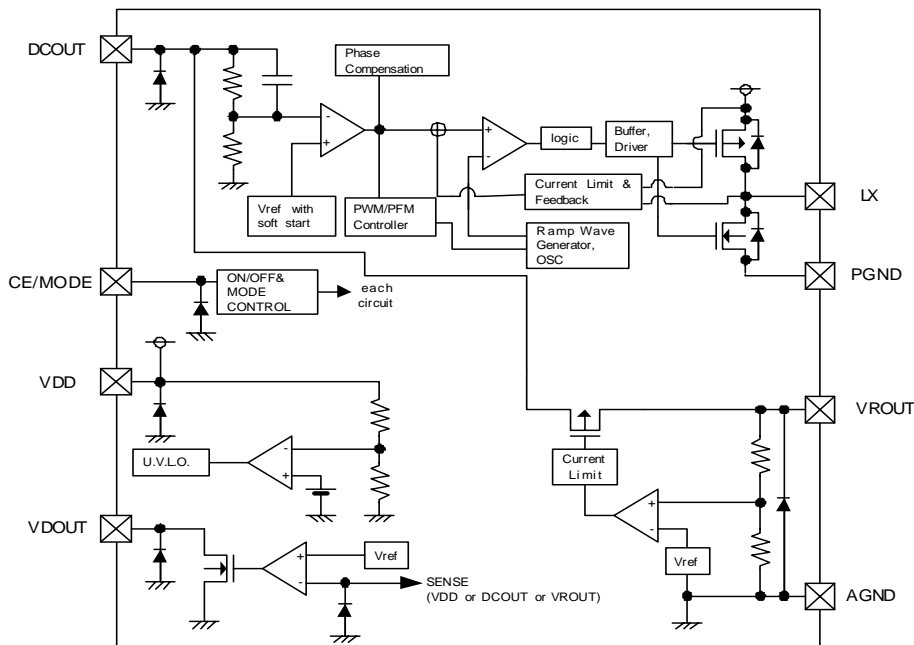 DCOUT
Phase
Compensation
-
+
+
-
logic
Buffer,
Driver
Current Limit &
Feedback
LX
Vref with
soft start
PWM/PFM
Controller
Ramp Wave
Generator,
OSC
PGND
CE/MODE
ON/OFF&
MODE
CONTROL
each
circuit
VDD
VROUT
U.V.L.O.
-
+
Current
Limit
+
-
VDOUT
+
-
Vref
Vref
SENSE
(VDD or DCOUT or VROUT)
AGND